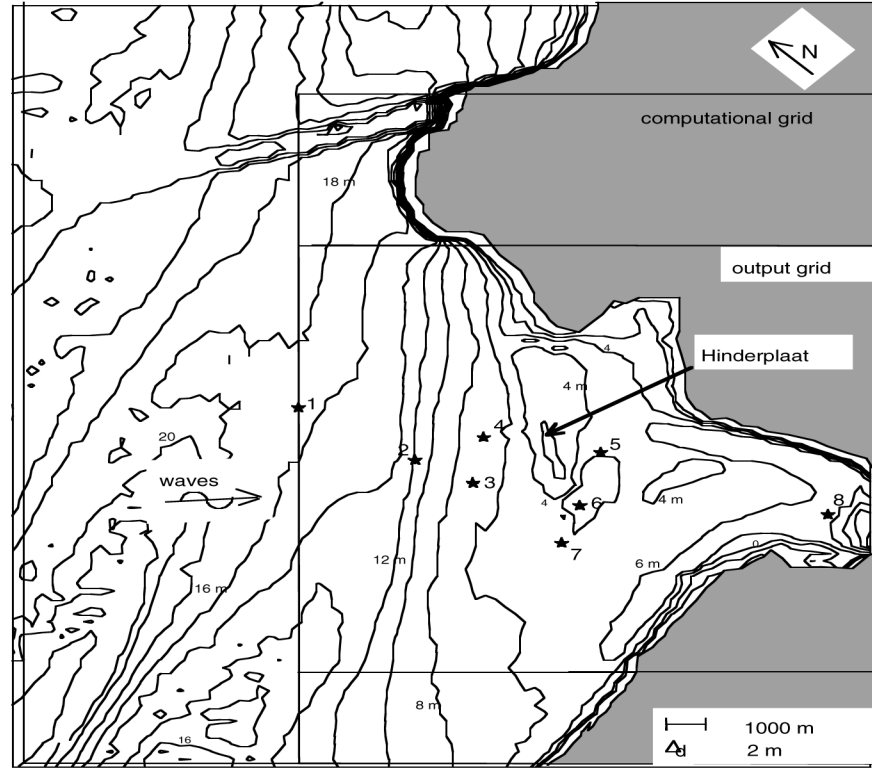 N
computational grid
18 m
output grid
4
Hinderplaat
4 m
1
4
20
2
5
waves
3
4
6
4 m
8
7
0
12 m
6 m
16 m
8 m
16
1000 m
d
2 m